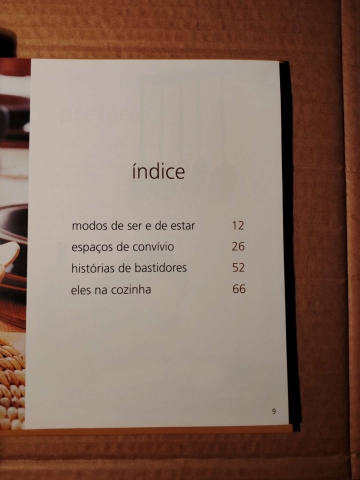 índice
modos de ser e de estar 12
espaços de convívio 26
histórias de bastidores 52
eles na cozinha 66
9